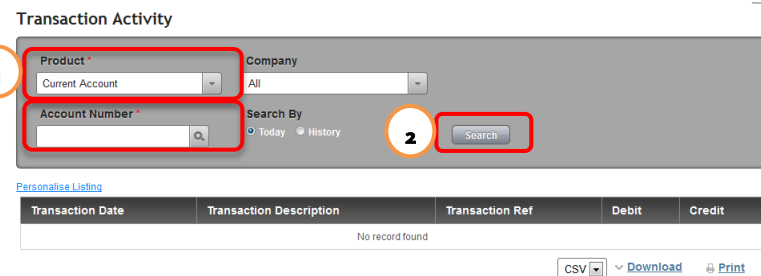 Transaction Activity
Product * Company
Current Account All
Account Number * Search By
Today History 2 Search
Personalise Listing
Transaction Date Transaction Description Transaction Ref Debit Credit
No record found
CSV Download Print